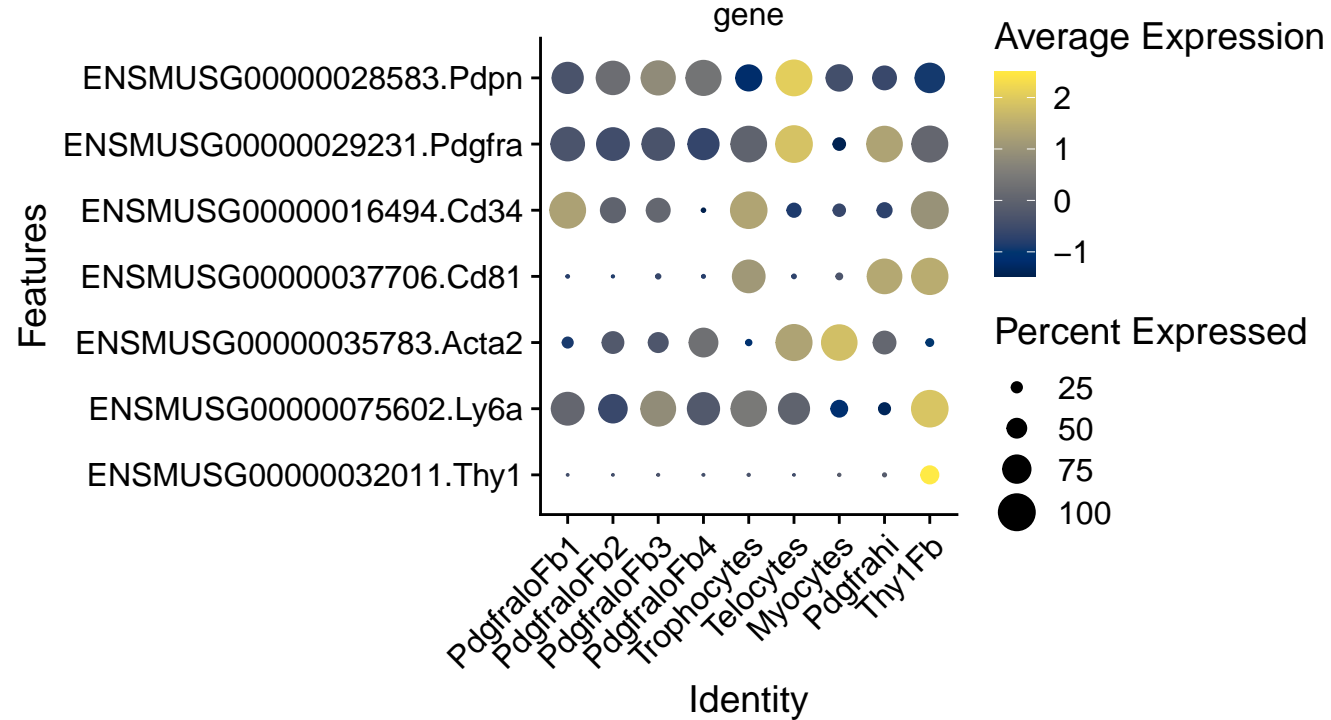 gene
ENSMUSG00000028583.Pdpn
ENSMUSG00000029231.Pdgfra
ENSMUSG00000016494.Cd34
ENSMUSG00000037706.Cd81
ENSMUSG00000035783.Acta2
ENSMUSG00000075602.Ly6a
ENSMUSG00000032011.Thy1
Features
PdgfraloFb1
PdgfraloFb2
PdgfraloFb3
PdgfraloFb4
Trophocytes
Telocytes
Myocytes
Pdgfrahi
Thy1Fb
Identity
Average Expression
2
1
0
−1
Percent Expressed
25
50
75
100